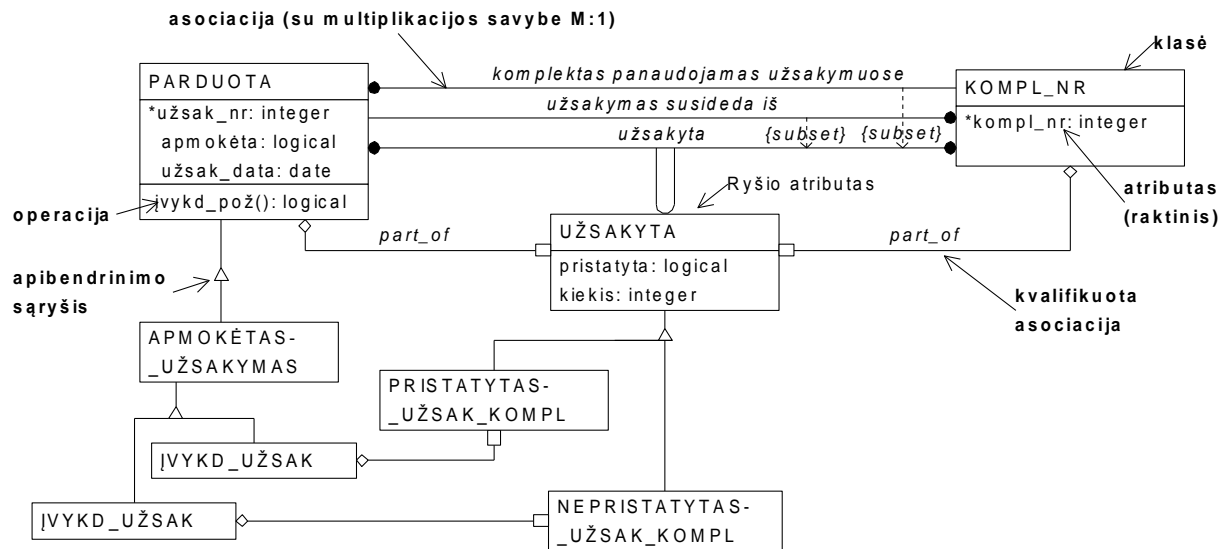 asociacija (su multiplikacijos savybe M:1)
klasė
PARDUOTA
*užsak_nr: integer
apmokėta: logical
užsak_data: date
įvykd_pož(): logical
komplektas panaudojamas užsakymuose
užsakymas susideda iš
užsakyta
{subset}
{subset}
KOMPL_NR
*kompl_nr: integer
Ryšio atributas
atributas
(raktinis)
operacija
part_of
UŽSAKYTA
pristatyta: logical
kiekis: integer
part_of
apibendrinimo
sąryšis
kvalifikuota
asociacija
APMOKĖTAS-
_UŽSAKYMAS
PRISTATYTAS-
_UŽSAK_KOMPL
ĮVYKD_UŽSAK
ĮVYKD_UŽSAK
NEPRISTATYTAS-
_UŽSAK_KOMPL